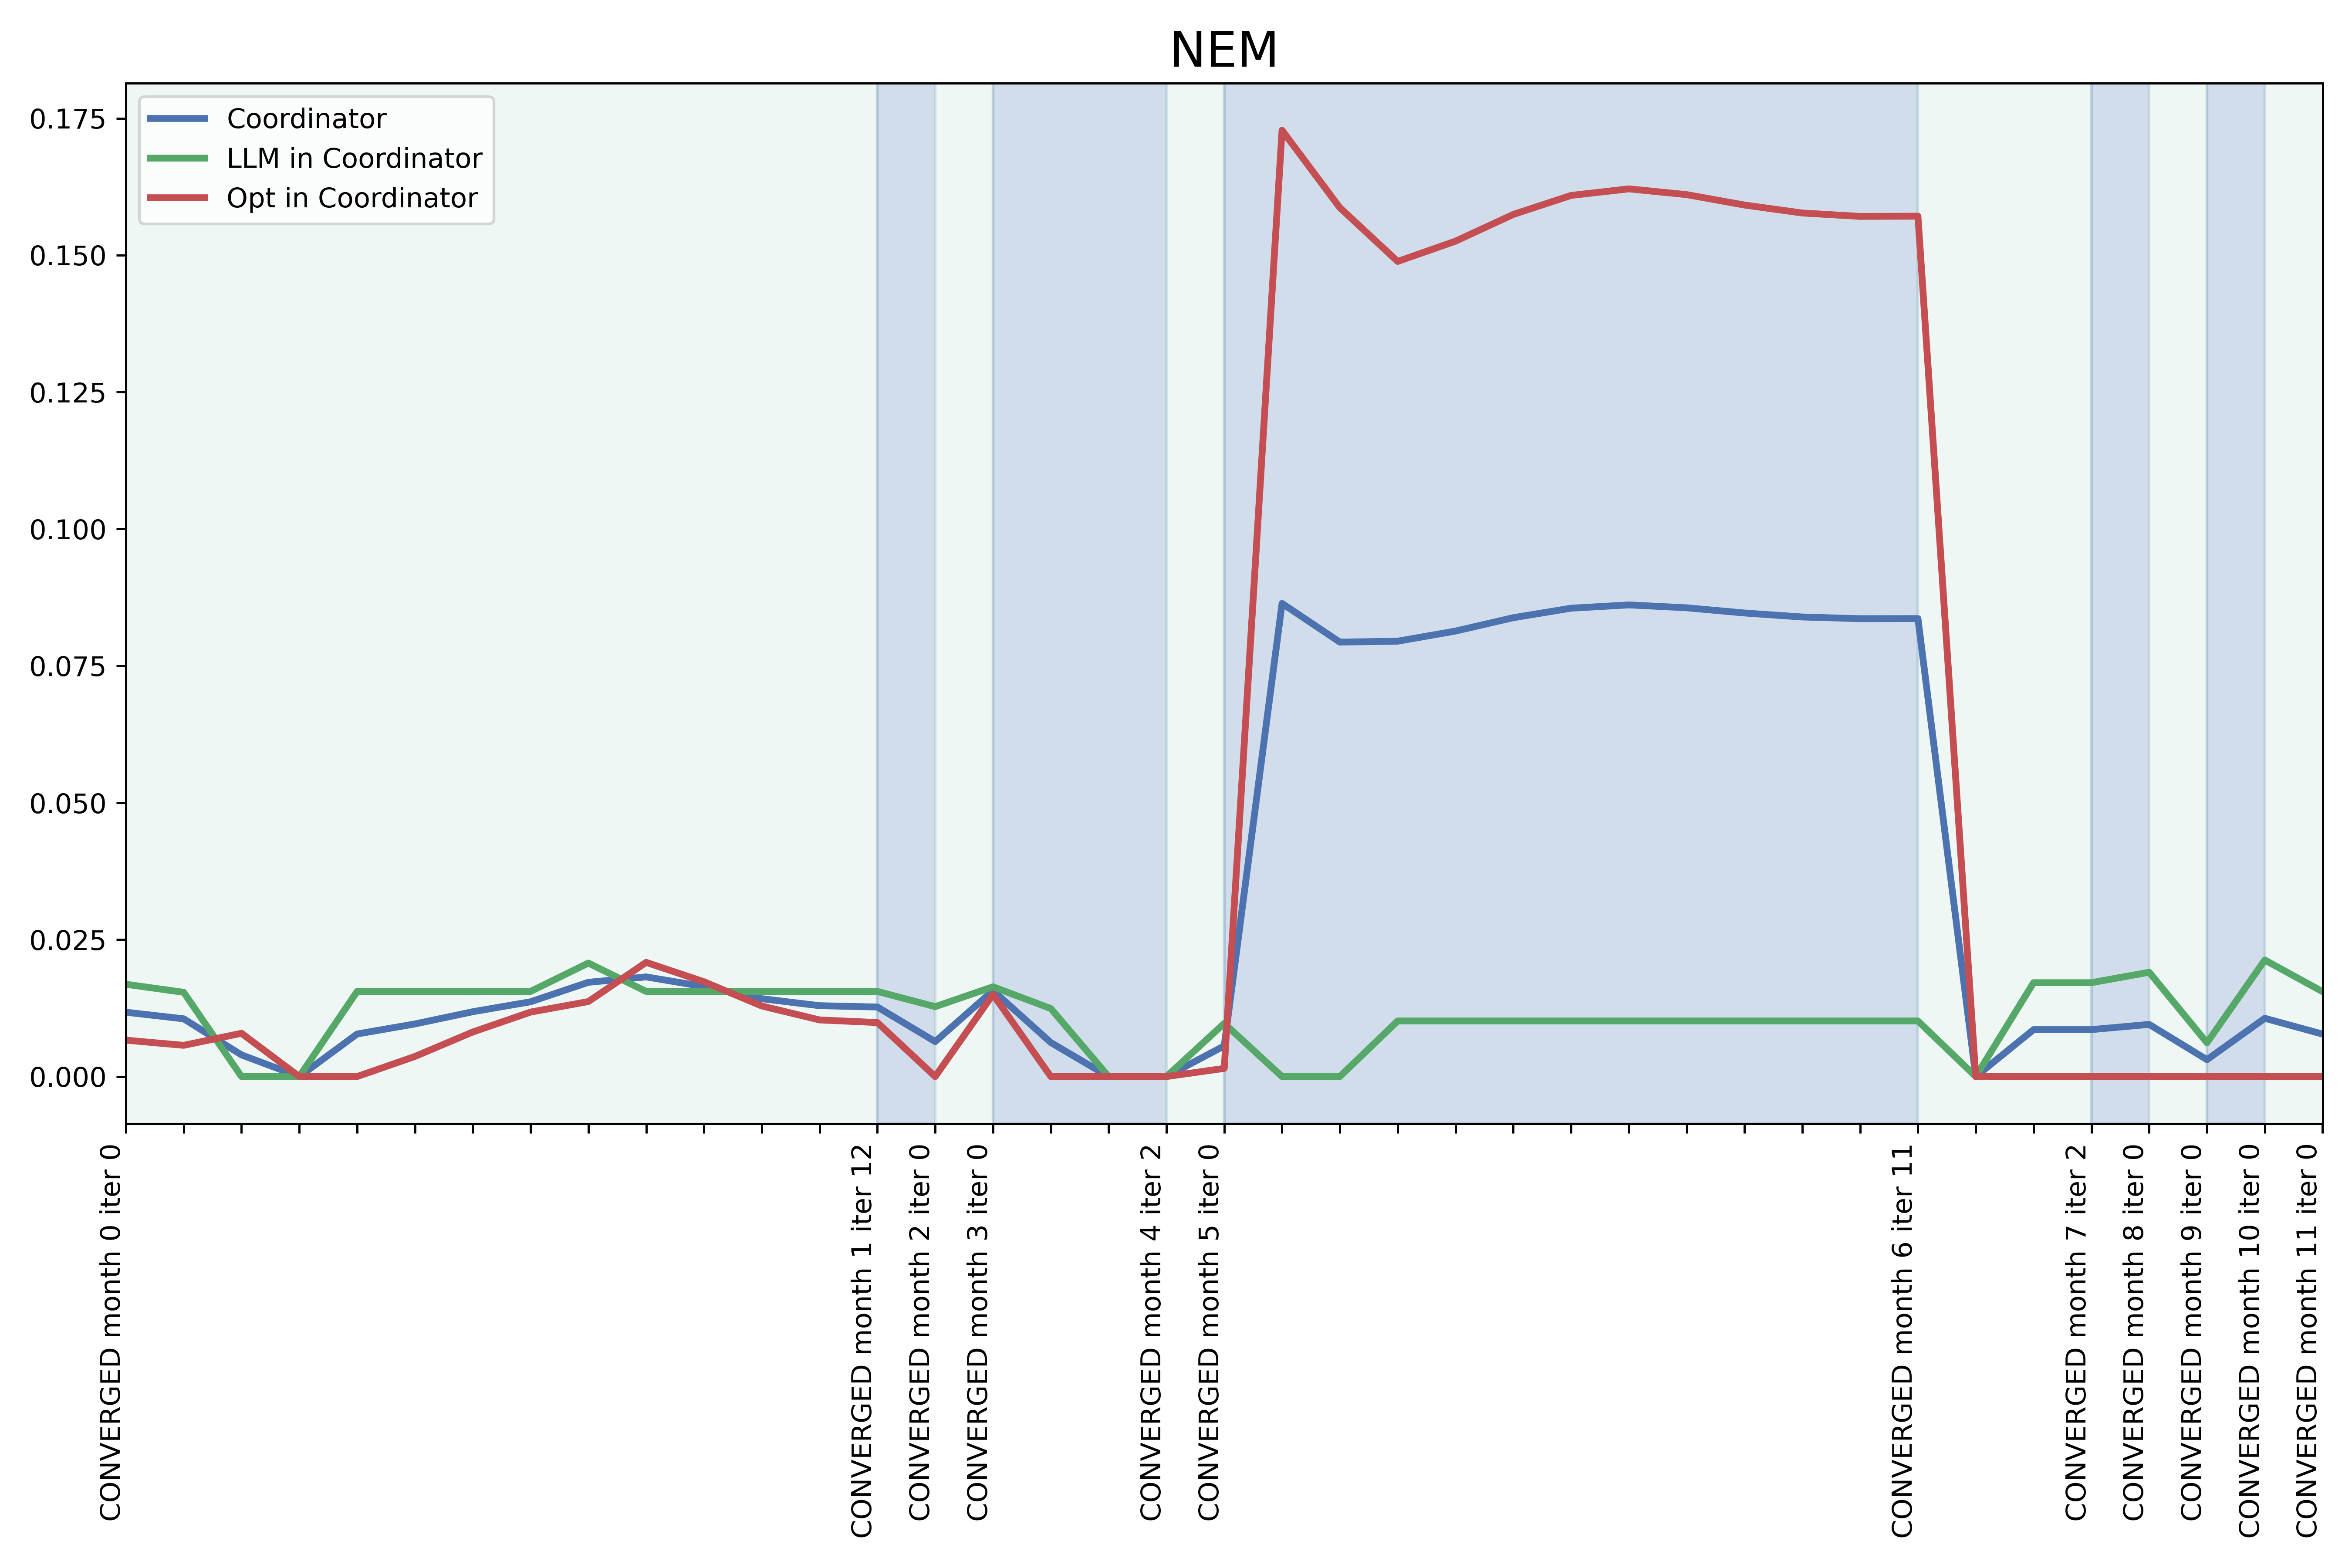 NEM
Coordinator
LLM in Coordinator
Opt in Coordinator
0.175
0.150
0.125
0.100
0.075
0.050
0.025
0.000
CONVERGED month 0 iter 0
CONVERGED month 1 iter 12
CONVERGED month 2 iter 0
CONVERGED month 3 iter 0
CONVERGED month 4 iter 2
CONVERGED month 5 iter 0
CONVERGED month 6 iter 11
CONVERGED month 7 iter 2
CONVERGED month 8 iter 0
CONVERGED month 9 iter 0
CONVERGED month 10 iter 0
CONVERGED month 11 iter 0